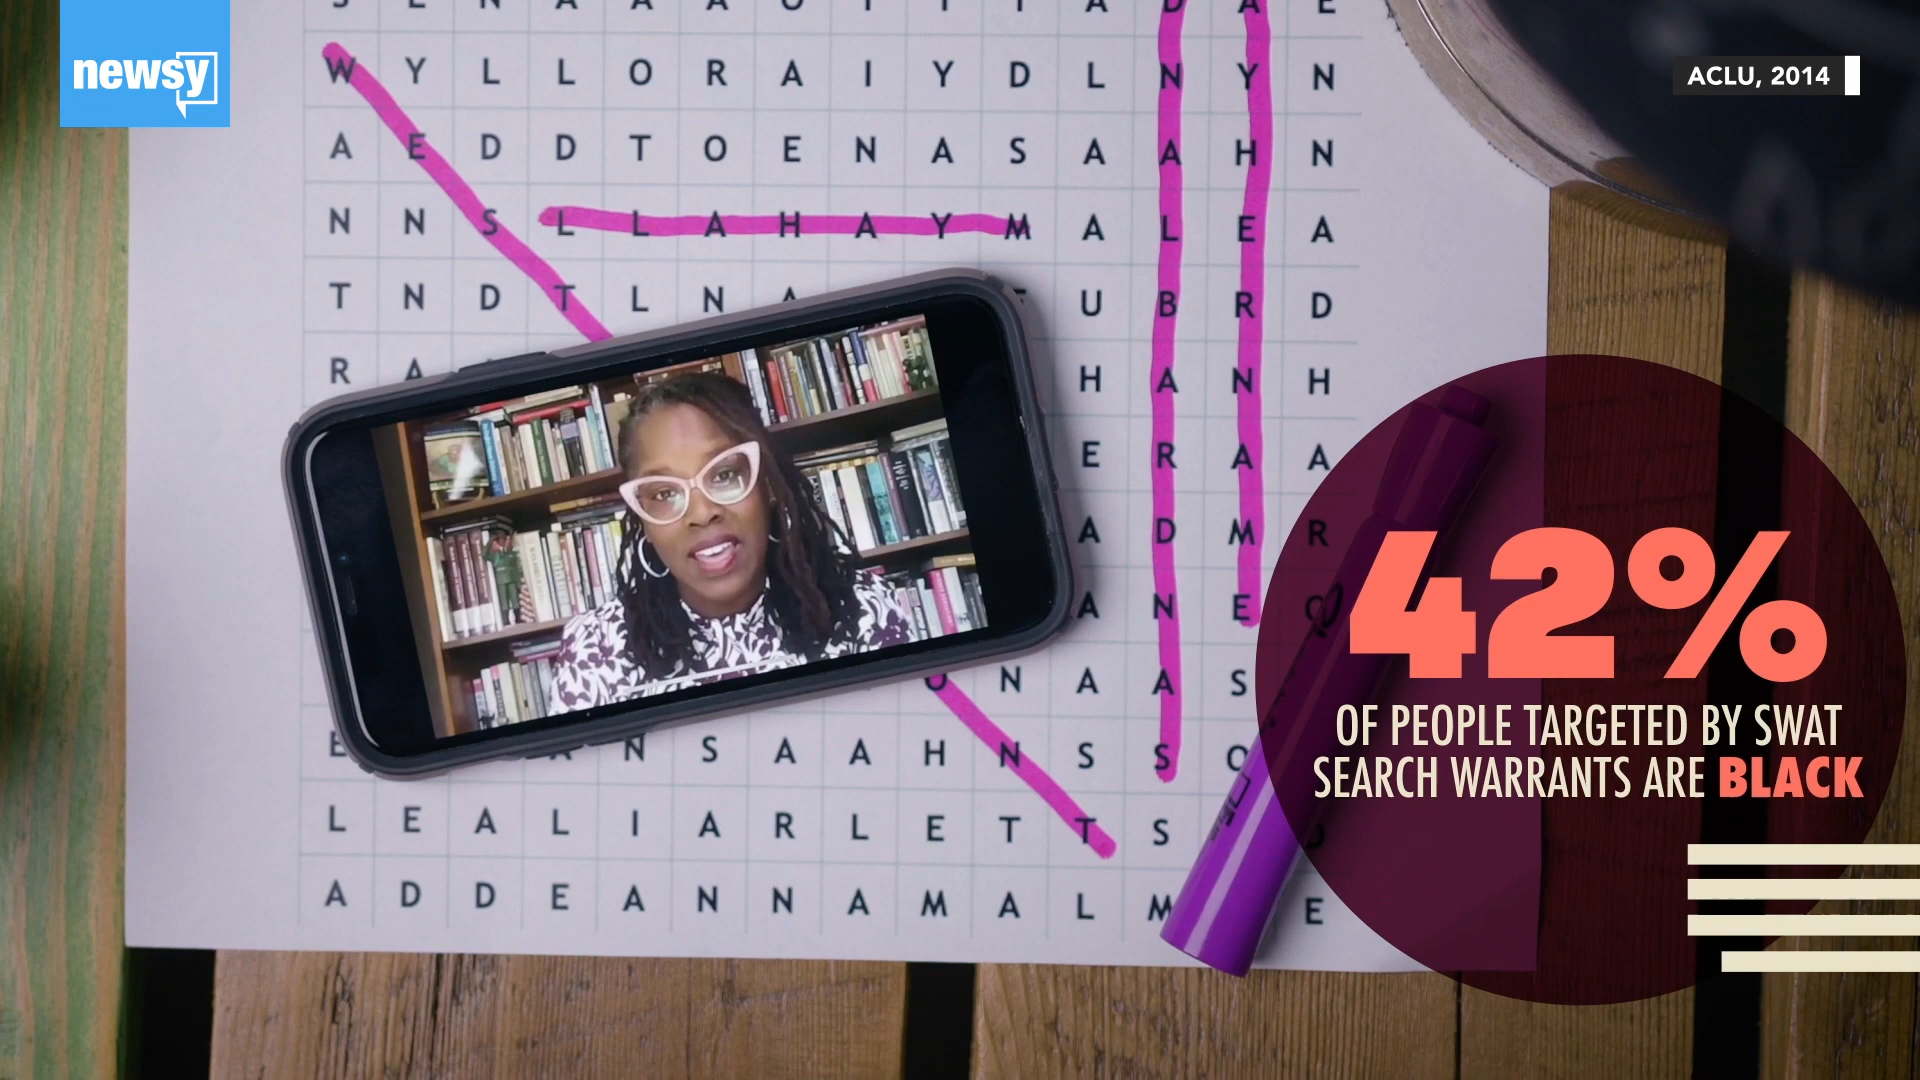 newsy
ACLU, 2014
W Y L L O R A I Y D L N Y N
A E D D T O E N A S A A H N
N N S L L A H A Y M A L E A
T N D T L N A U B R D
R A H A N H
E R A A
A D M R
A N E Q
N A A S
E N S A A H N S S
L E A L I A R L E T T S
A D D E A N N A M A L M E
42%
OF PEOPLE TARGETED BY SWAT
SEARCH WARRANTS ARE BLACK